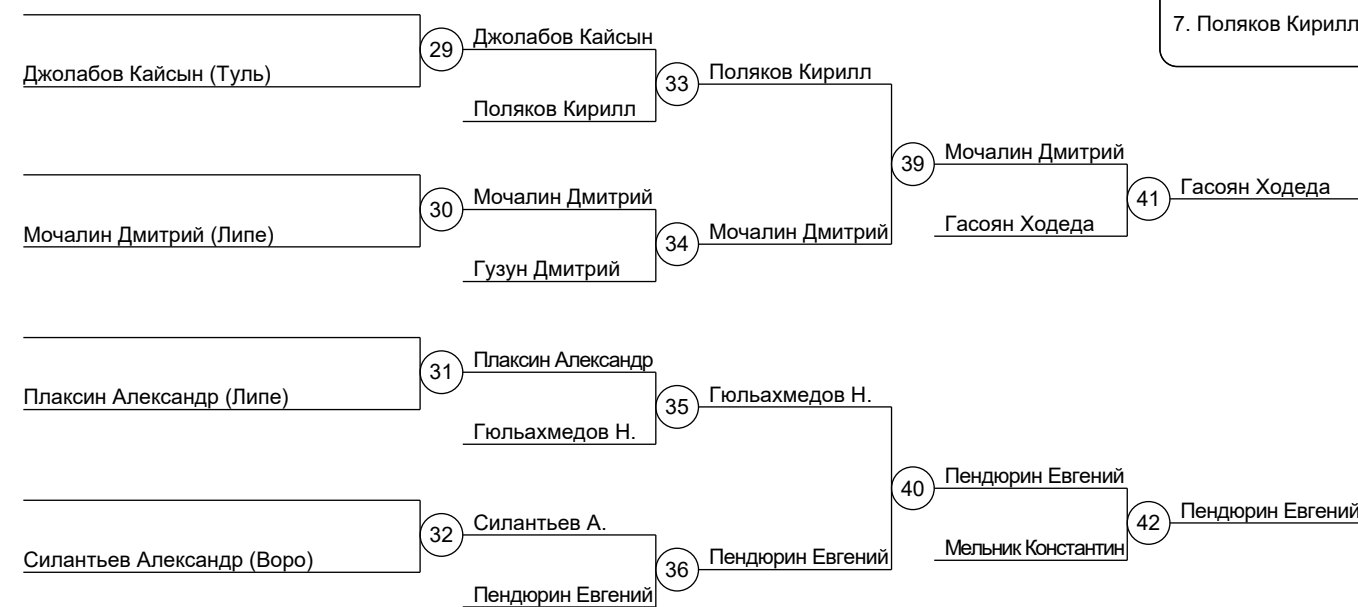 7. Поляков Кирилл
29
Джолабов Кайсын
Джолабов Кайсын (Туль)
33
Поляков Кирилл
Поляков Кирилл
39
Мочалин Дмитрий
30
Мочалин Дмитрий
41
Гасоян Ходеда
Мочалин Дмитрий (Липе)
34
Мочалин Дмитрий
Гасоян Ходеда
Гузун Дмитрий
31
Плаксин Александр
Плаксин Александр (Липе)
35
Гюльахмедов Н.
Гюльахмедов Н.
40
Пендюрин Евгений
32
Силантьев А.
42
Пендюрин Евгений
Силантьев Александр (Воро)
36
Пендюрин Евгений
Мельник Константин
Пендюрин Евгений